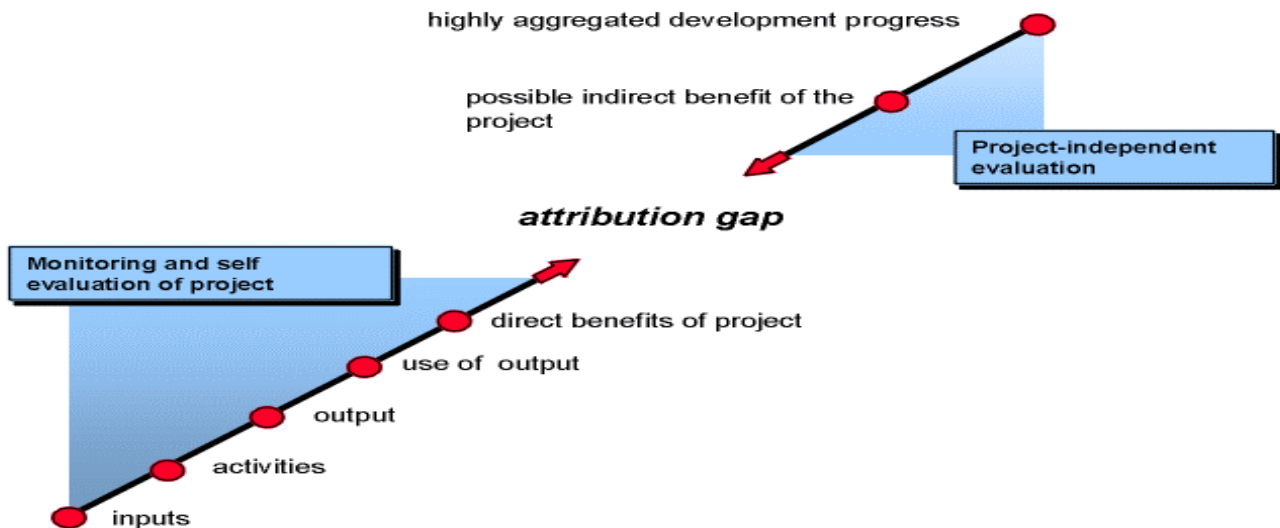 highly aggregated development progress
possible indirect benefit of the
project
Project-independent
evaluation
attribution gap
Monitoring and self
evaluation of project
direct benefits of project
use of output
output
activities
inputs